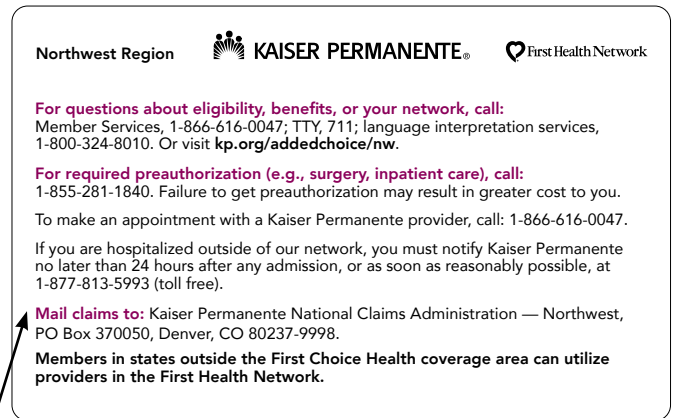 Northwest Region KAISER PERMANENTE® First Health Network
For questions about eligibility, benefits, or your network, call:
Member Services, 1-866-616-0047; TTY, 711; language interpretation services,
1-800-324-8010. Or visit kp.org/addedchoice/nw.
For required preauthorization (e.g., surgery, inpatient care), call:
1-855-281-1840. Failure to get preauthorization may result in greater cost to you.
To make an appointment with a Kaiser Permanente provider, call: 1-866-616-0047.
If you are hospitalized outside of our network, you must notify Kaiser Permanente
no later than 24 hours after any admission, or as soon as reasonably possible, at
1-877-813-5993 (toll free).
Mail claims to: Kaiser Permanente National Claims Administration — Northwest,
PO Box 370050, Denver, CO 80237-9998.
Members in states outside the First Choice Health coverage area can utilize
providers in the First Health Network.